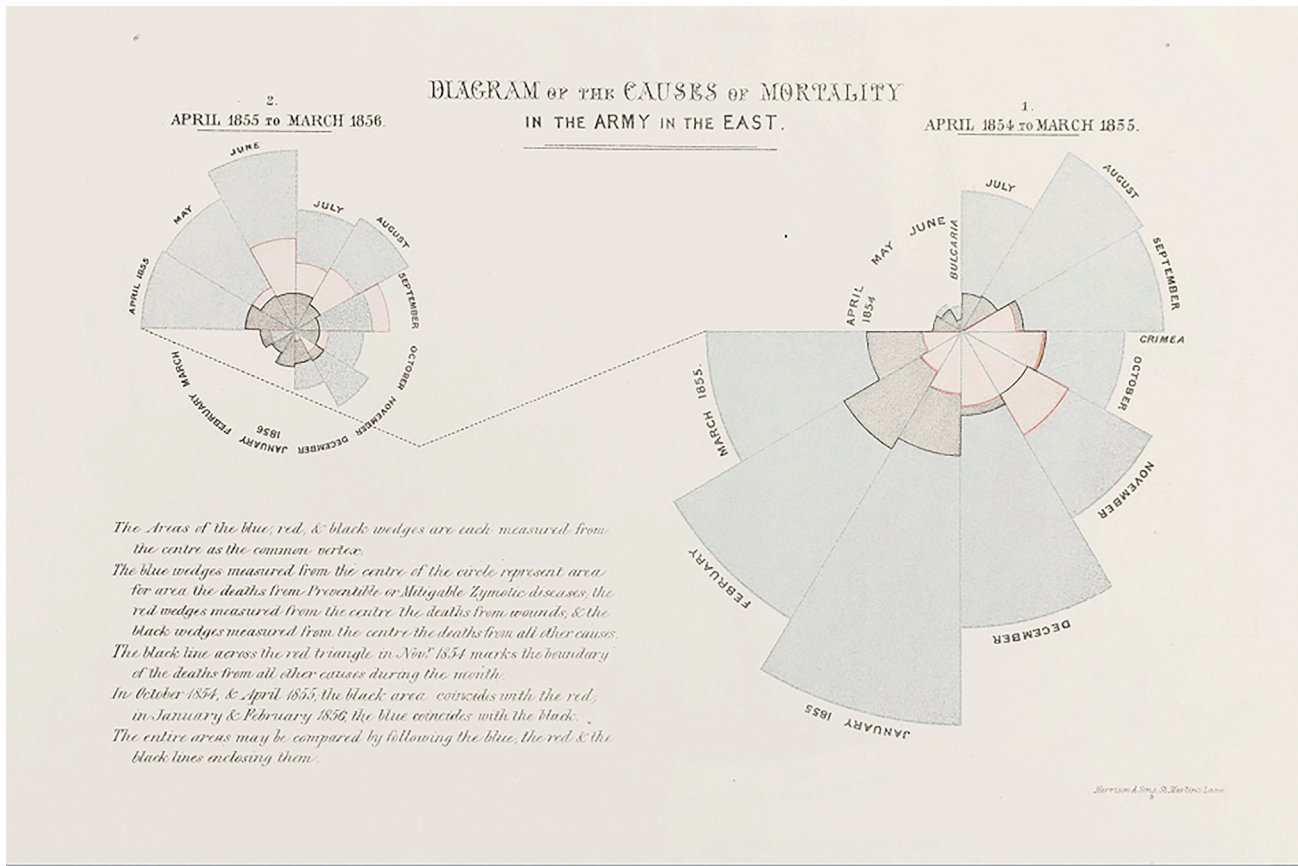 DIAGRAM OF THE CAUSES OF MORTALITY
IN THE ARMY IN THE EAST.
2.
APRIL 1855 TO MARCH 1856.
1.
APRIL 1854 TO MARCH 1855.
APRIL 1855
MAY
JUNE
JULY
AUGUST
SEPTEMBER
OCTOBER
NOVEMBER
DECEMBER
JANUARY 1856
FEBRUARY
MARCH
APRIL
1854
MAY
JUNE
BULGARIA
JULY
AUGUST
SEPTEMBER
CRIMEA
OCTOBER
NOVEMBER
DECEMBER
JANUARY 1855
FEBRUARY
MARCH 1855.
The Areas of the blue, red, & black wedges are each measured from
the centre as the common vertex.
The blue wedges measured from the centre of the circle represent area
for area the deaths from Preventible or Mitigable Zymotic diseases, the
red wedges measured from the centre the deaths from wounds, & the
black wedges measured from the centre the deaths from all other causes.
The black line across the red triangle in Novr. 1854 marks the boundary
of the deaths from all other causes during the month.
In October 1854, & April 1855, the black area coincides with the red,
in January & February 1856, the blue coincides with the black.
The entire areas may be compared by following the blue, the red & the
black lines enclosing them.
Harrison & Sons, St. Martins Lane